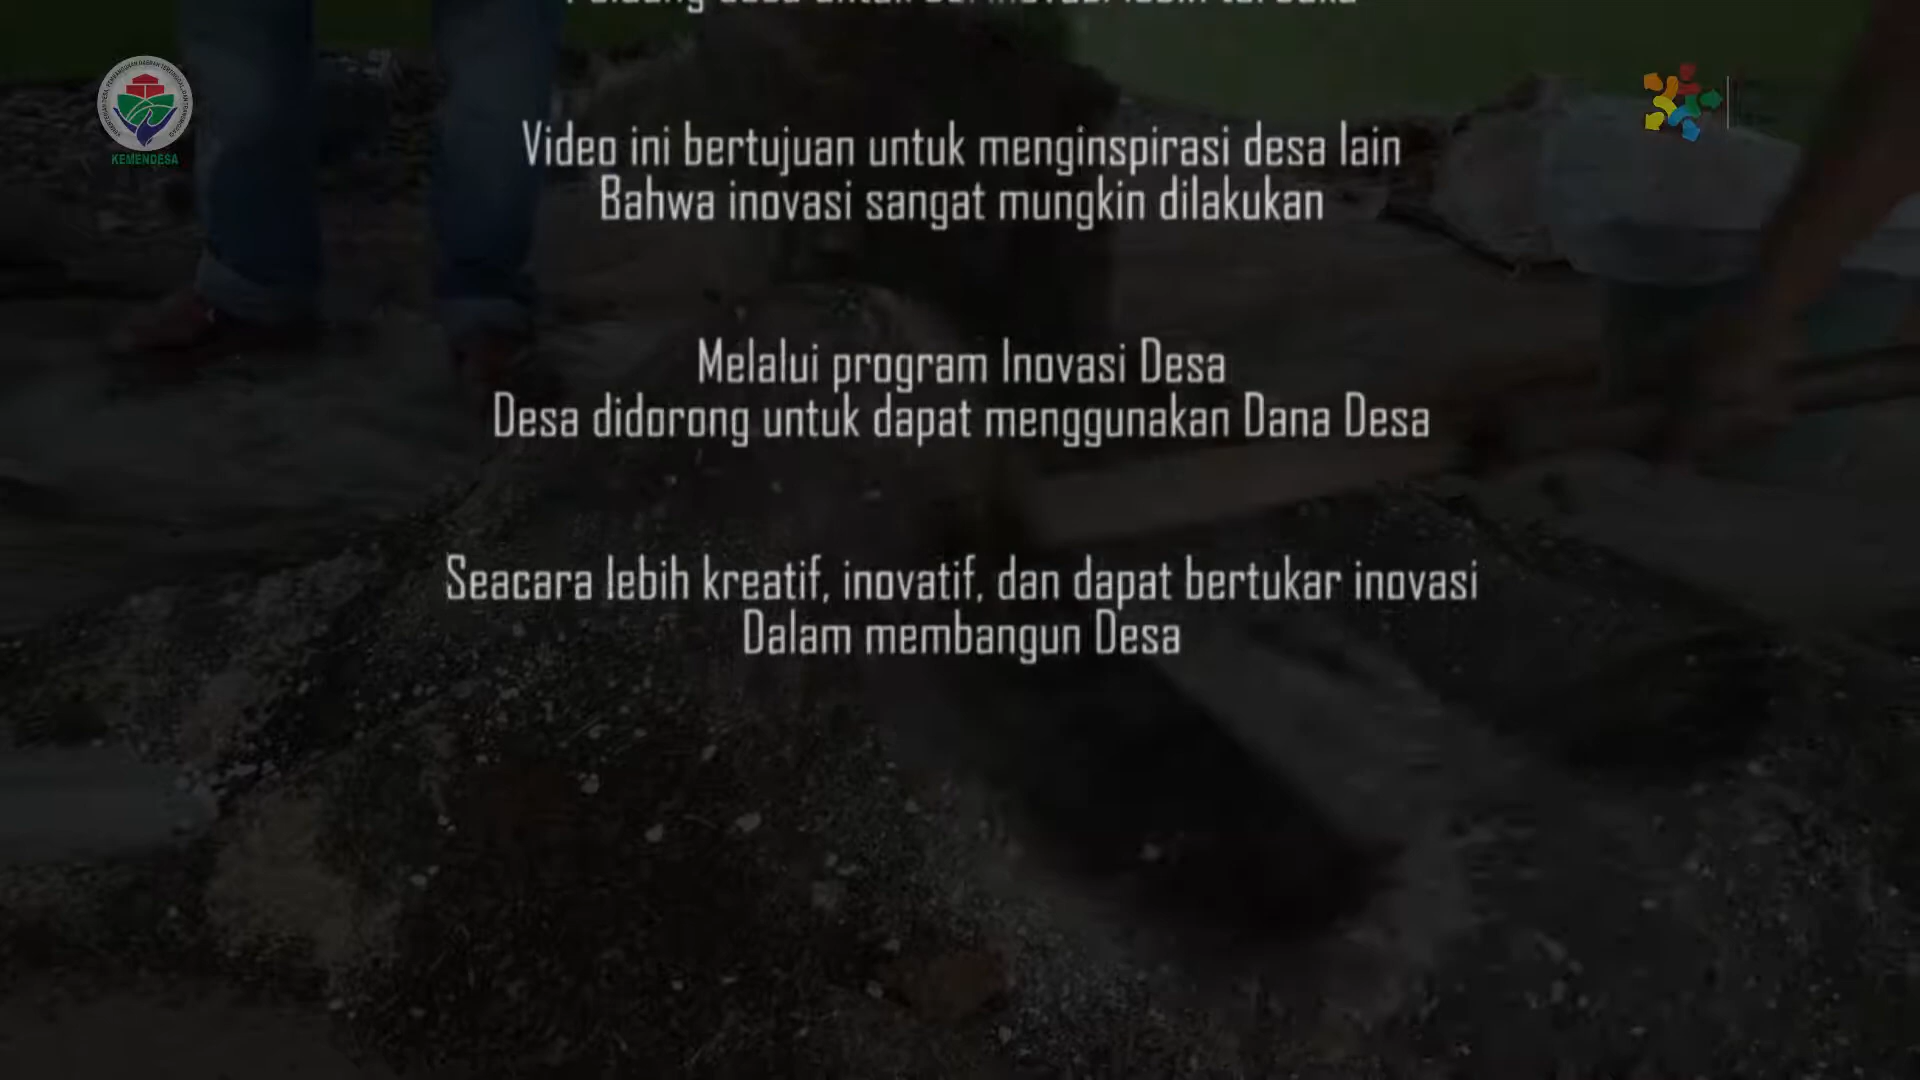 Video ini bertujuan untuk menginspirasi desa lain
Bahwa inovasi sangat mungkin dilakukan
Melalui program Inovasi Desa
Desa didorong untuk dapat menggunakan Dana Desa
Seacara lebih kreatif, inovatif, dan dapat bertukar inovasi
Dalam membangun Desa
KEMENDESA